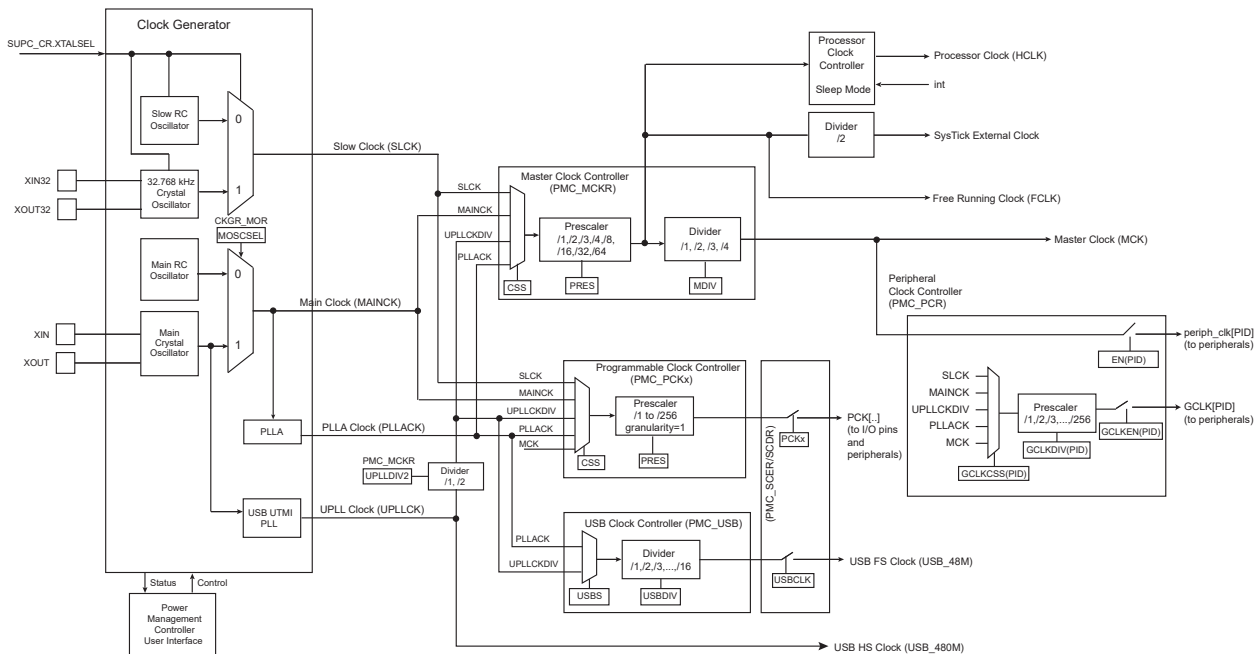 Clock Generator
SUPC_CR.XTALSEL
Slow RC
Oscillator
0
1
XIN32
XOUT32
32.768 kHz
Crystal
Oscillator
Slow Clock (SLCK)
CKGR_MOR
MOSCSEL
Main RC
Oscillator
0
1
XIN
XOUT
Main
Crystal
Oscillator
Main Clock (MAINCK)
PLLA
PLLA Clock (PLLACK)
PMC_MCKR
UPLLDIV2
Divider
/1, /2
USB UTMI
PLL
UPLL Clock (UPLLCK)
Status
Control
Power
Management
Controller
User Interface
Master Clock Controller
(PMC_MCKR)
SLCK
MAINCK
UPLLCKDIV
PLLACK
CSS
Prescaler
/1,/2,/3,/4,/8,
/16,/32,/64
PRES
Divider
/1, /2, /3, /4
MDIV
Processor
Clock
Controller
Sleep Mode
Processor Clock (HCLK)
int
Divider
/2
SysTick External Clock
Free Running Clock (FCLK)
Master Clock (MCK)
Programmable Clock Controller
(PMC_PCKx)
SLCK
MAINCK
UPLLCKDIV
PLLACK
MCK
CSS
Prescaler
/1 to /256
granularity=1
PRES
(PMC_SCER/SCDR)
PCKx
PCK[..]
(to I/O pins
and
peripherals)
USB Clock Controller (PMC_USB)
PLLACK
UPLLCKDIV
USBS
Divider
/1,/2,/3,...,/16
USBDIV
USBCLK
USB FS Clock (USB_48M)
USB HS Clock (USB_480M)
Peripheral
Clock Controller
(PMC_PCR)
EN(PID)
periph_clk[PID]
(to peripherals)
SLCK
MAINCK
UPLLCKDIV
PLLACK
MCK
GCLKCSS(PID)
Prescaler
/1,/2,/3,...,/256
GCLKDIV(PID)
GCLKEN(PID)
GCLK[PID]
(to peripherals)